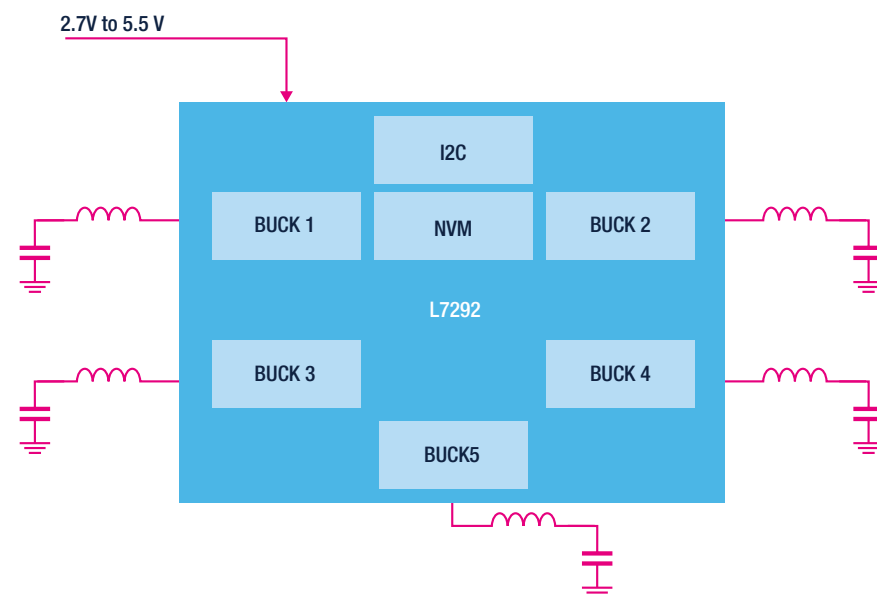 2.7V to 5.5 V
I2C
BUCK 1
NVM
BUCK 2
L7292
BUCK 3
BUCK 4
BUCK5